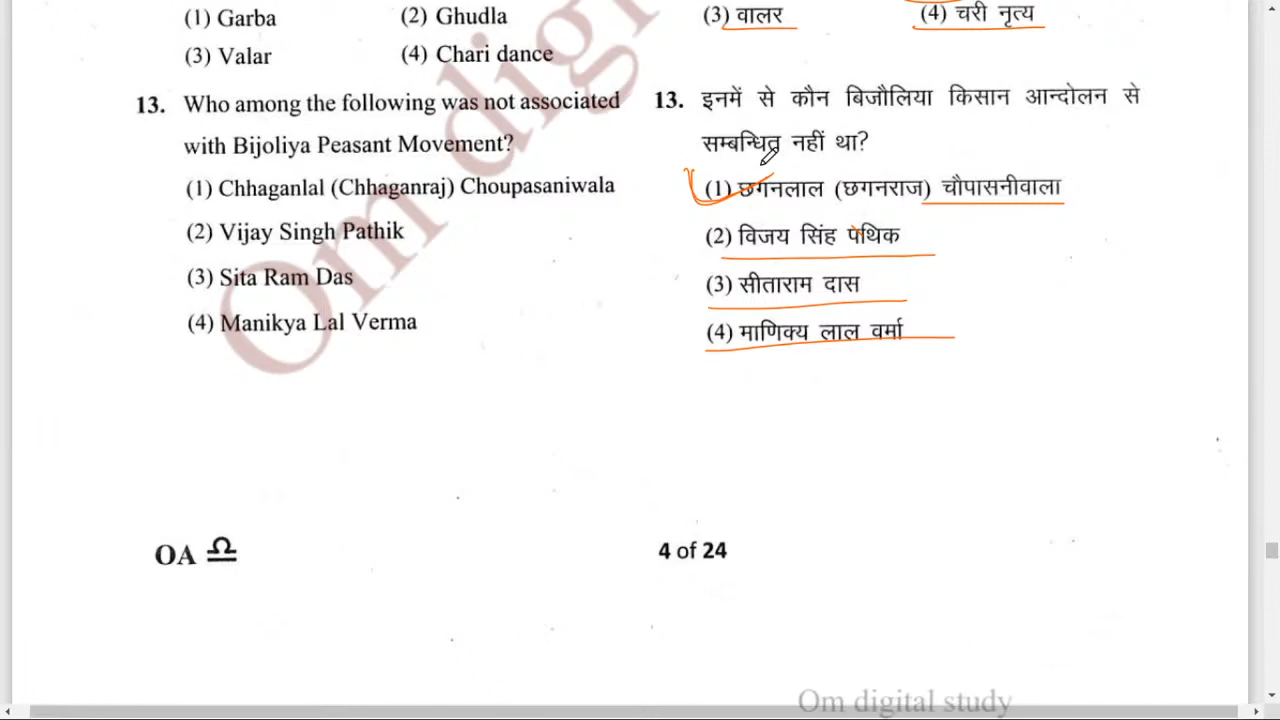 (1) Garba
(2) Ghudla
(3) Valar
(4) Chari dance
13. Who among the following was not associated
with Bijoliya Peasant Movement?
(1) Chhaganlal (Chhaganraj) Choupasaniwala
(2) Vijay Singh Pathik
(3) Sita Ram Das
(4) Manikya Lal Verma
(3) वालर
(4) चरी नृत्य
13. इनमें से कौन बिजौलिया किसान आन्दोलन से
सम्बन्धित नहीं था?
(1) छगनलाल (छगनराज) चौपासनीवाला
(2) विजय सिंह पथिक
(3) सीताराम दास
(4) माणिक्य लाल वर्मा
OA ♎
4 of 24
Om digital study
Om digi